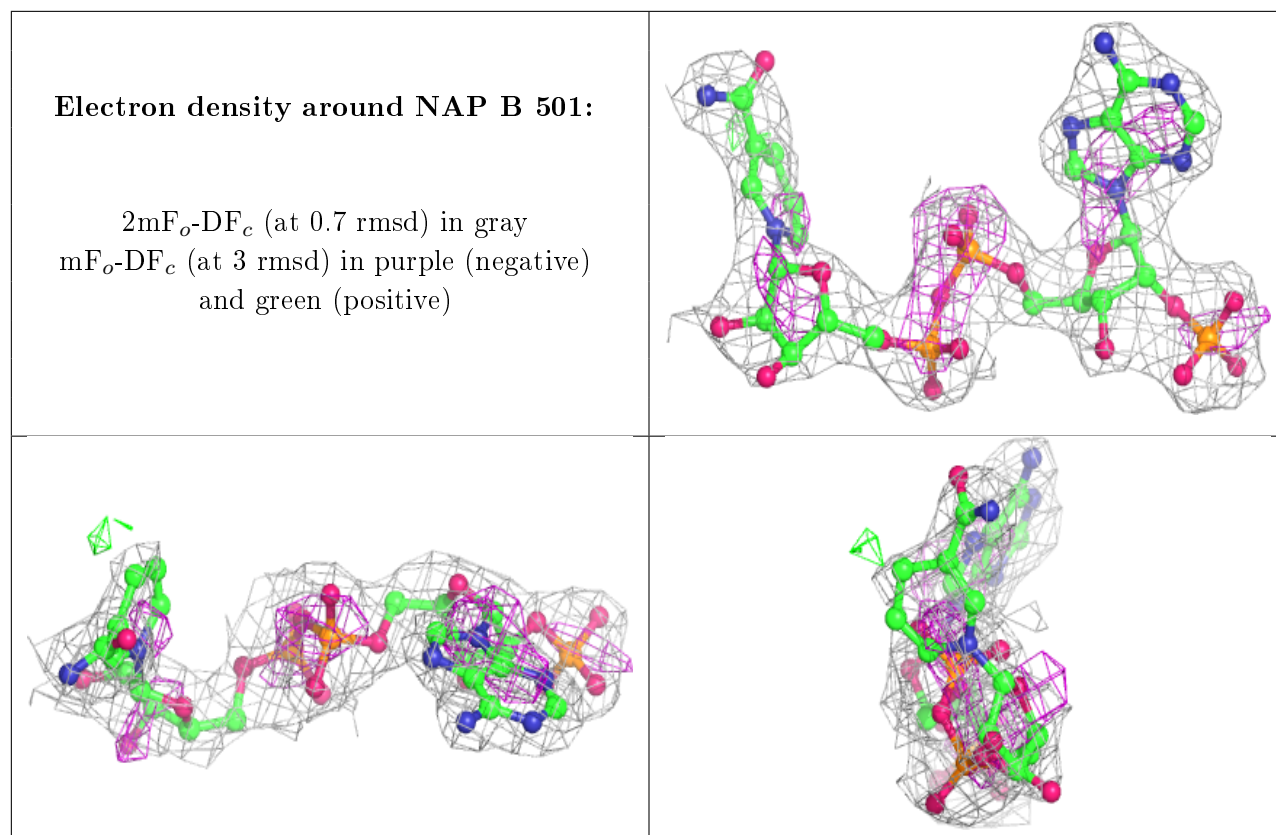 Electron density around NAP B 501:
2mFo-DFc (at 0.7 rmsd) in gray
mFo-DFc (at 3 rmsd) in purple (negative)
and green (positive)